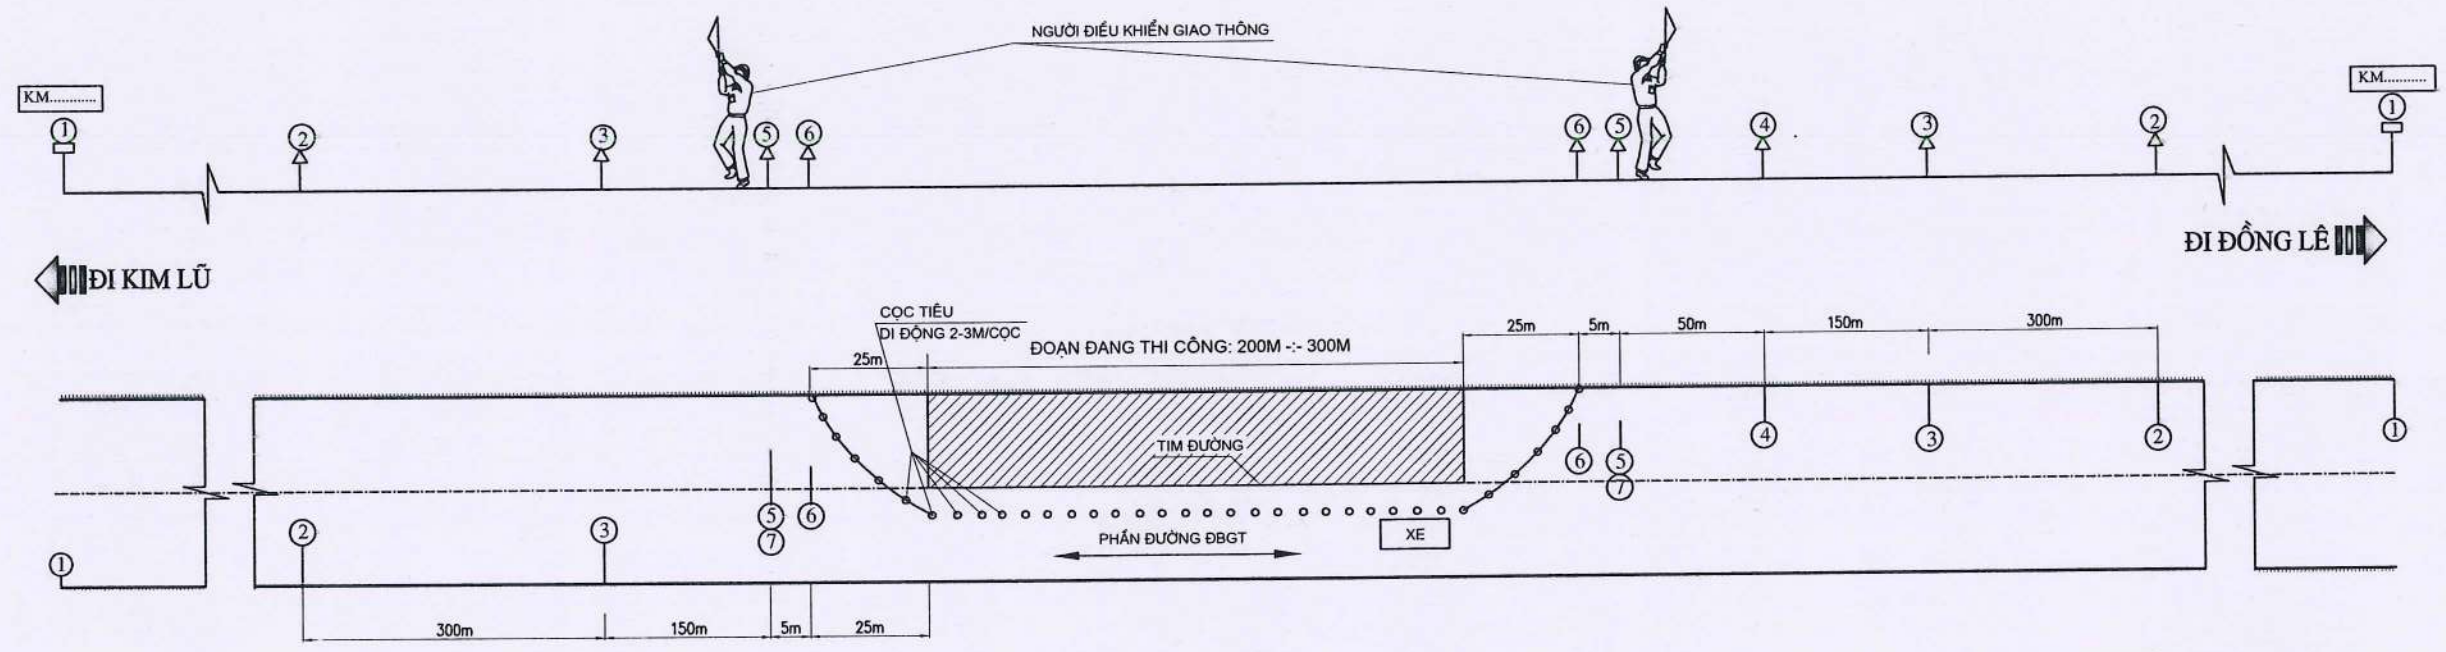 NGƯỜI ĐIỀU KHIỂN GIAO THÔNG
KM............
KM...........
1
2
3
5
6
6
5
4
3
2
1
ĐI KIM LŨ
ĐI ĐỒNG LÊ
CỌC TIÊU
DI ĐỘNG 2-3M/CỌC
ĐOẠN ĐANG THI CÔNG: 200M -:- 300M
25m
25m
5m
50m
150m
300m
TIM ĐƯỜNG
PHẦN ĐƯỜNG ĐBGT
XE
1
2
3
5
7
6
6
5
7
4
3
2
1
300m
150m
5m
25m